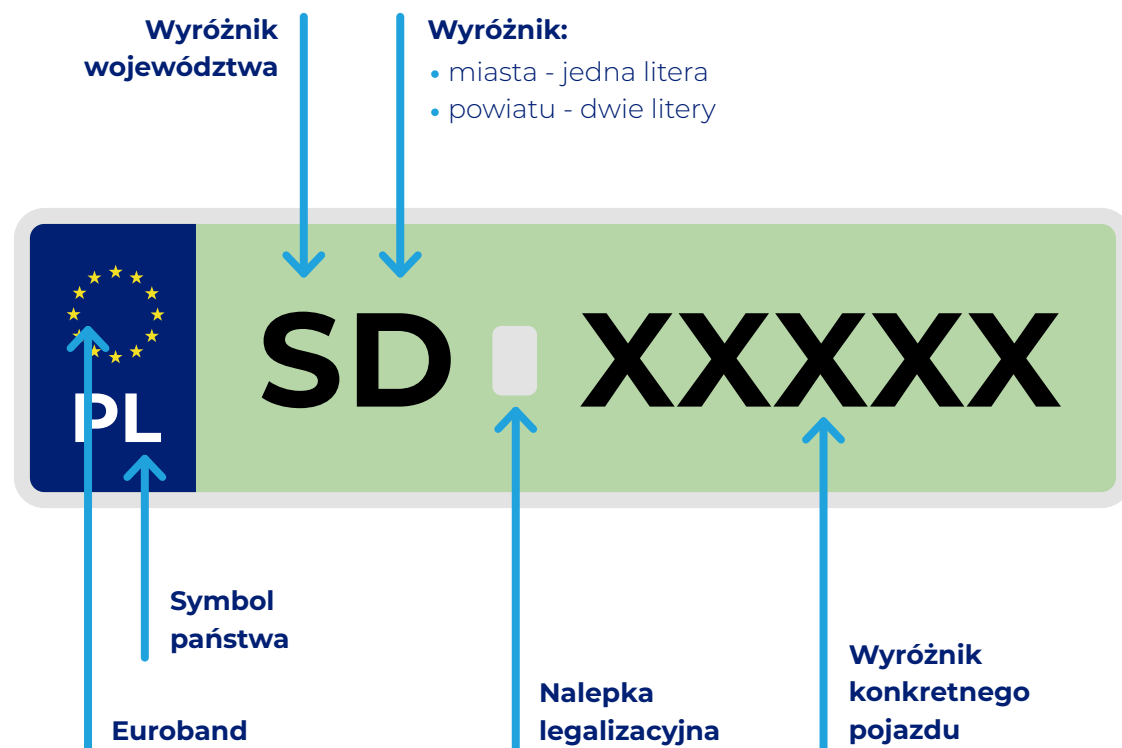 Wyróżnik
województwa
Wyróżnik:
• miasta - jedna litera
• powiatu - dwie litery
PL
SD XXXXX
Symbol
państwa
Euroband
Nalepka
legalizacyjna
Wyróżnik
konkretnego
pojazdu